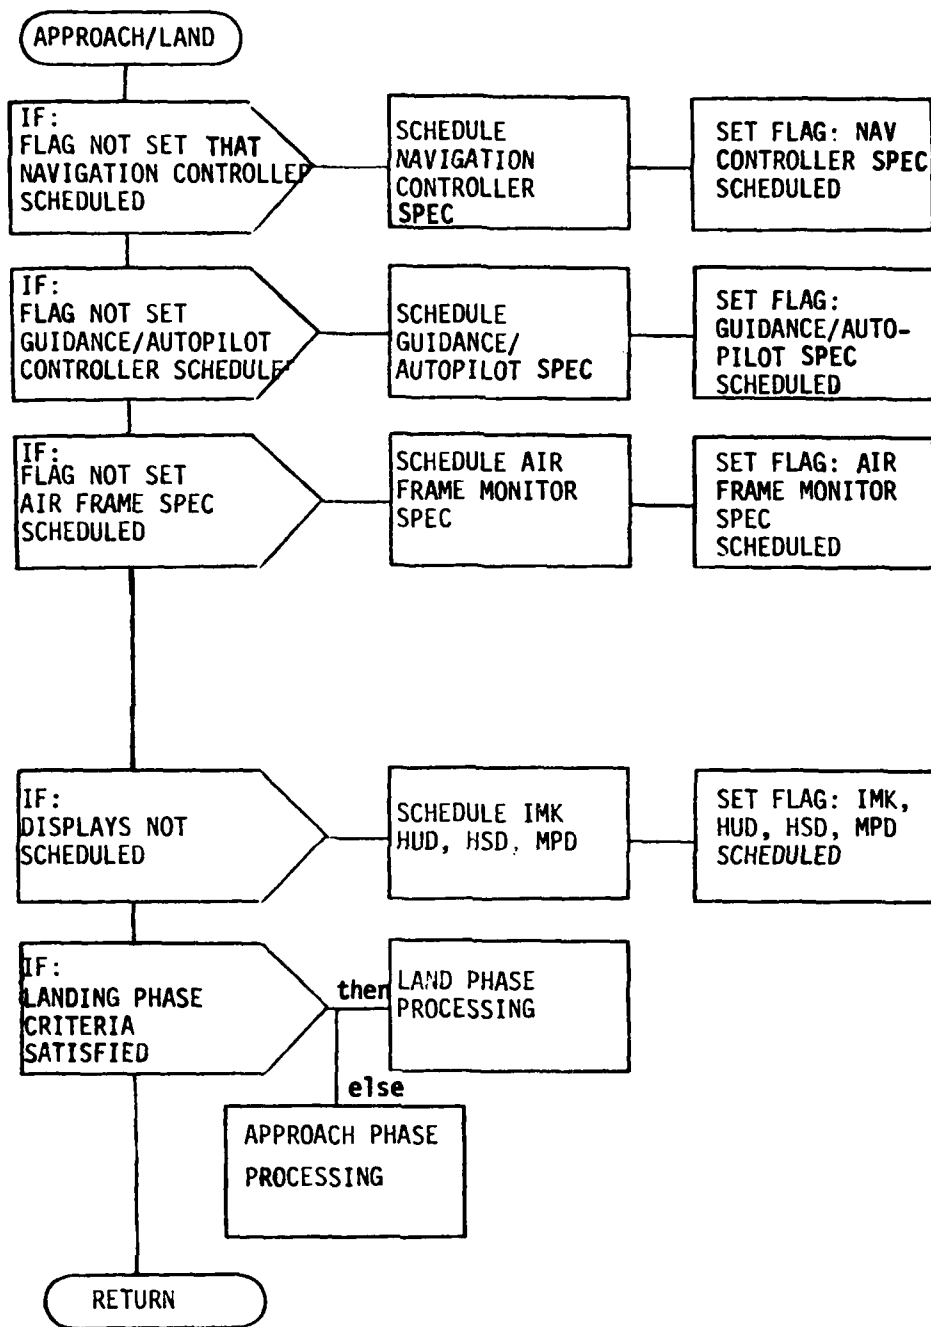 APPROACH/LAND
IF:
FLAG NOT SET THAT
NAVIGATION CONTROLLER
SCHEDULED
SCHEDULE
NAVIGATION
CONTROLLER
SPEC
SET FLAG: NAV
CONTROLLER SPEC
SCHEDULED
IF:
FLAG NOT SET
GUIDANCE/AUTOPILOT
CONTROLLER SCHEDULE
SCHEDULE
GUIDANCE/
AUTOPILOT SPEC
SET FLAG:
GUIDANCE/AUTO-
PILOT SPEC
SCHEDULED
IF:
FLAG NOT SET
AIR FRAME SPEC
SCHEDULED
SCHEDULE AIR
FRAME MONITOR
SPEC
SET FLAG: AIR
FRAME MONITOR
SPEC
SCHEDULED
IF:
DISPLAYS NOT
SCHEDULED
SCHEDULE IMK
HUD, HSD, MPD
SET FLAG: IMK,
HUD, HSD, MPD
SCHEDULED
IF:
LANDING PHASE
CRITERIA
SATISFIED
then
LAND PHASE
PROCESSING
else
APPROACH PHASE
PROCESSING
RETURN